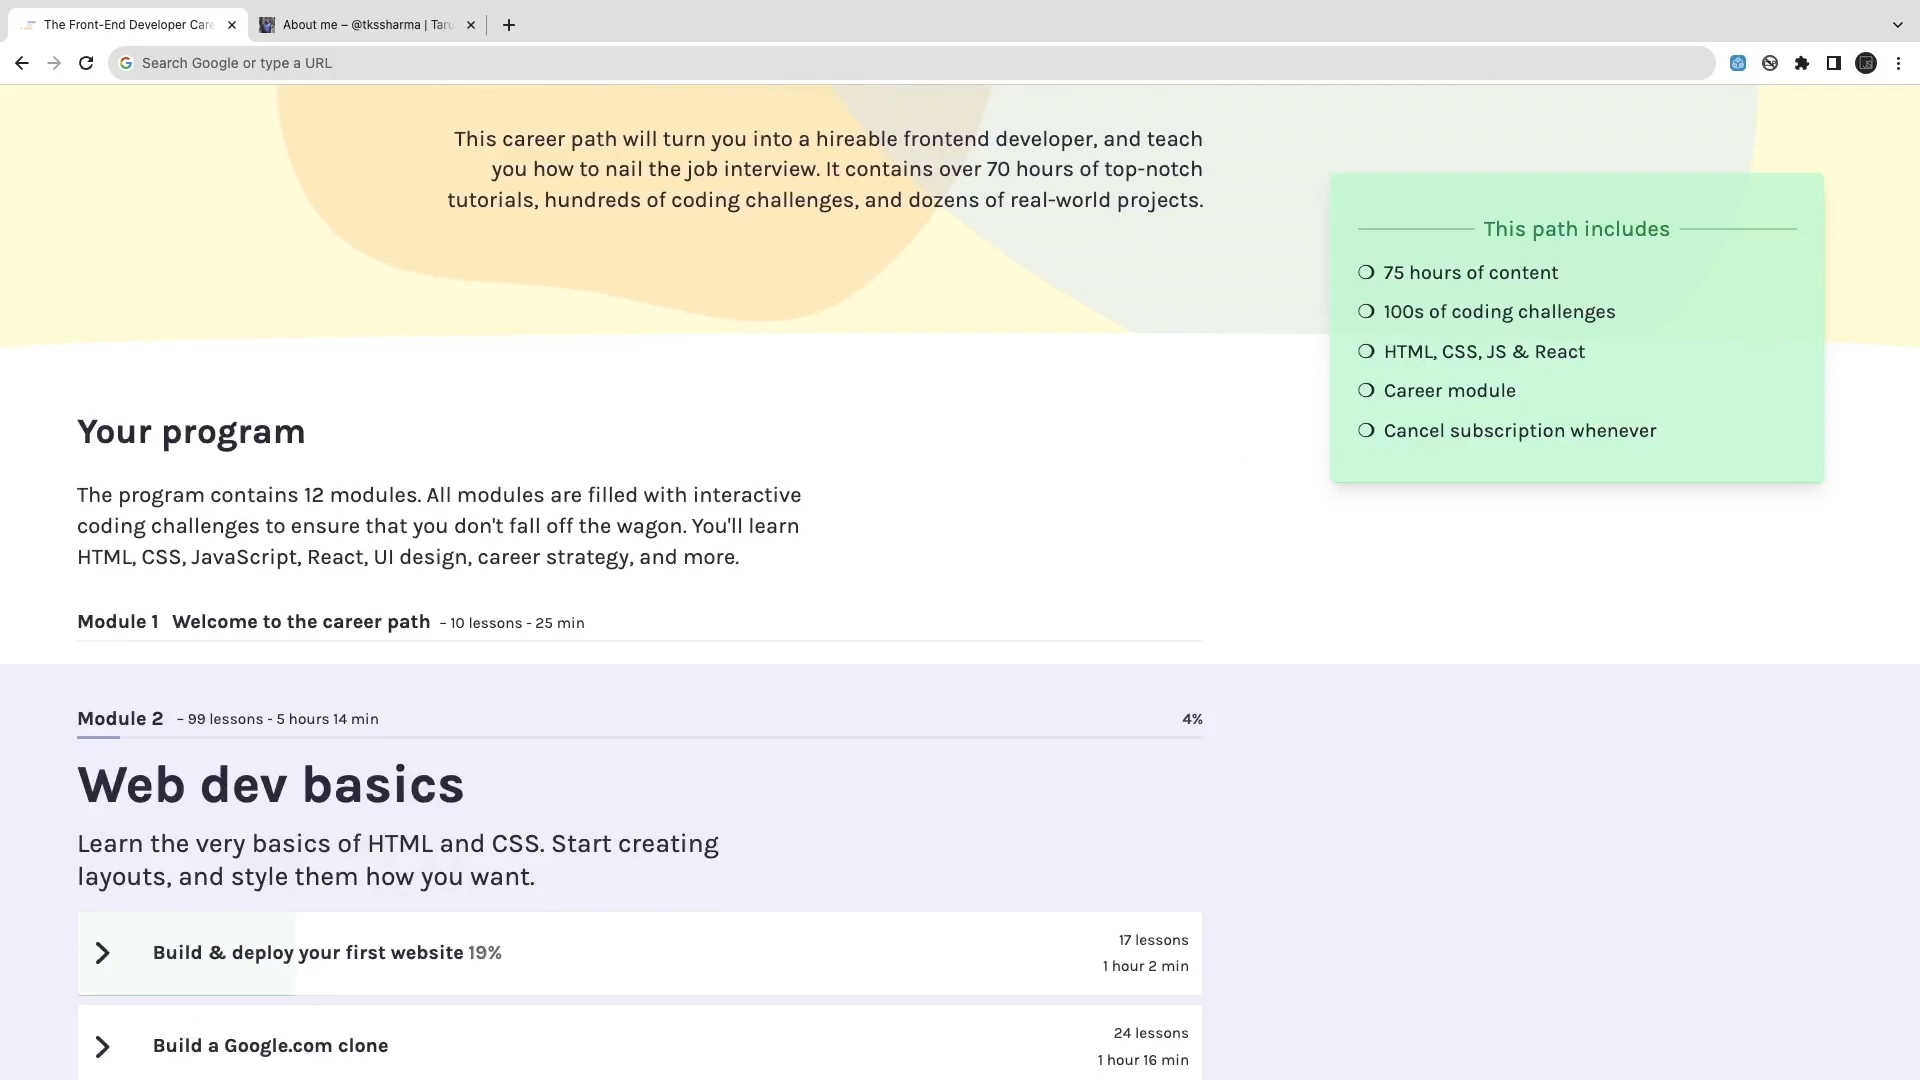 The Front-End Developer Care
About me – @tkssharma | Taru
Search Google or type a URL
This career path will turn you into a hireable frontend developer, and teach
you how to nail the job interview. It contains over 70 hours of top-notch
tutorials, hundreds of coding challenges, and dozens of real-world projects.
This path includes
75 hours of content
100s of coding challenges
HTML, CSS, JS & React
Career module
Cancel subscription whenever
Your program
The program contains 12 modules. All modules are filled with interactive
coding challenges to ensure that you don't fall off the wagon. You'll learn
HTML, CSS, JavaScript, React, UI design, career strategy, and more.
Module 1 Welcome to the career path – 10 lessons - 25 min
Module 2 – 99 lessons - 5 hours 14 min 4%
Web dev basics
Learn the very basics of HTML and CSS. Start creating
layouts, and style them how you want.
Build & deploy your first website 19%
17 lessons
1 hour 2 min
Build a Google.com clone
24 lessons
1 hour 16 min